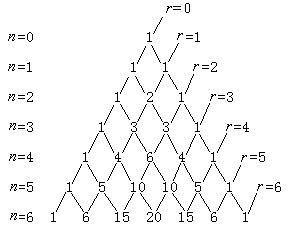 r=0
n=0 1 r=1
n=1 1 1 r=2
n=2 1 2 1 r=3
n=3 1 3 3 1 r=4
n=4 1 4 6 4 1 r=5
n=5 1 5 10 10 5 1 r=6
n=6 1 6 15 20 15 6 1